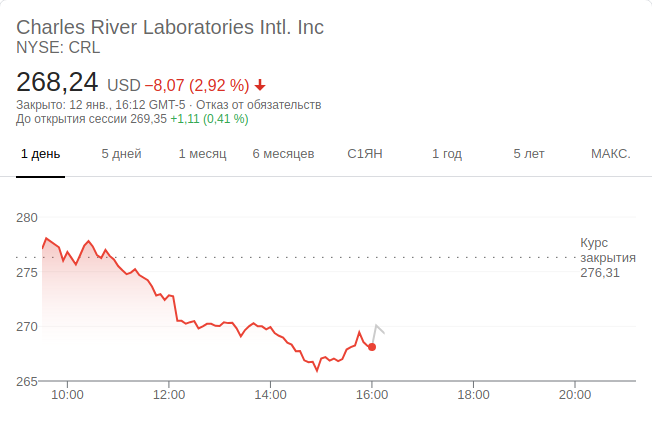 Charles River Laboratories Intl. Inc
NYSE: CRL
268,24 USD −8,07 (2,92 %)
Закрыто: 12 янв., 16:12 GMT-5 · Отказ от обязательств
До открытия сессии 269,35 +1,11 (0,41 %)
1 день 5 дней 1 месяц 6 месяцев С1ЯН 1 год 5 лет МАКС.
280
Курс
закрытия
276,31
275
270
265
10:00 12:00 14:00 16:00 18:00 20:00